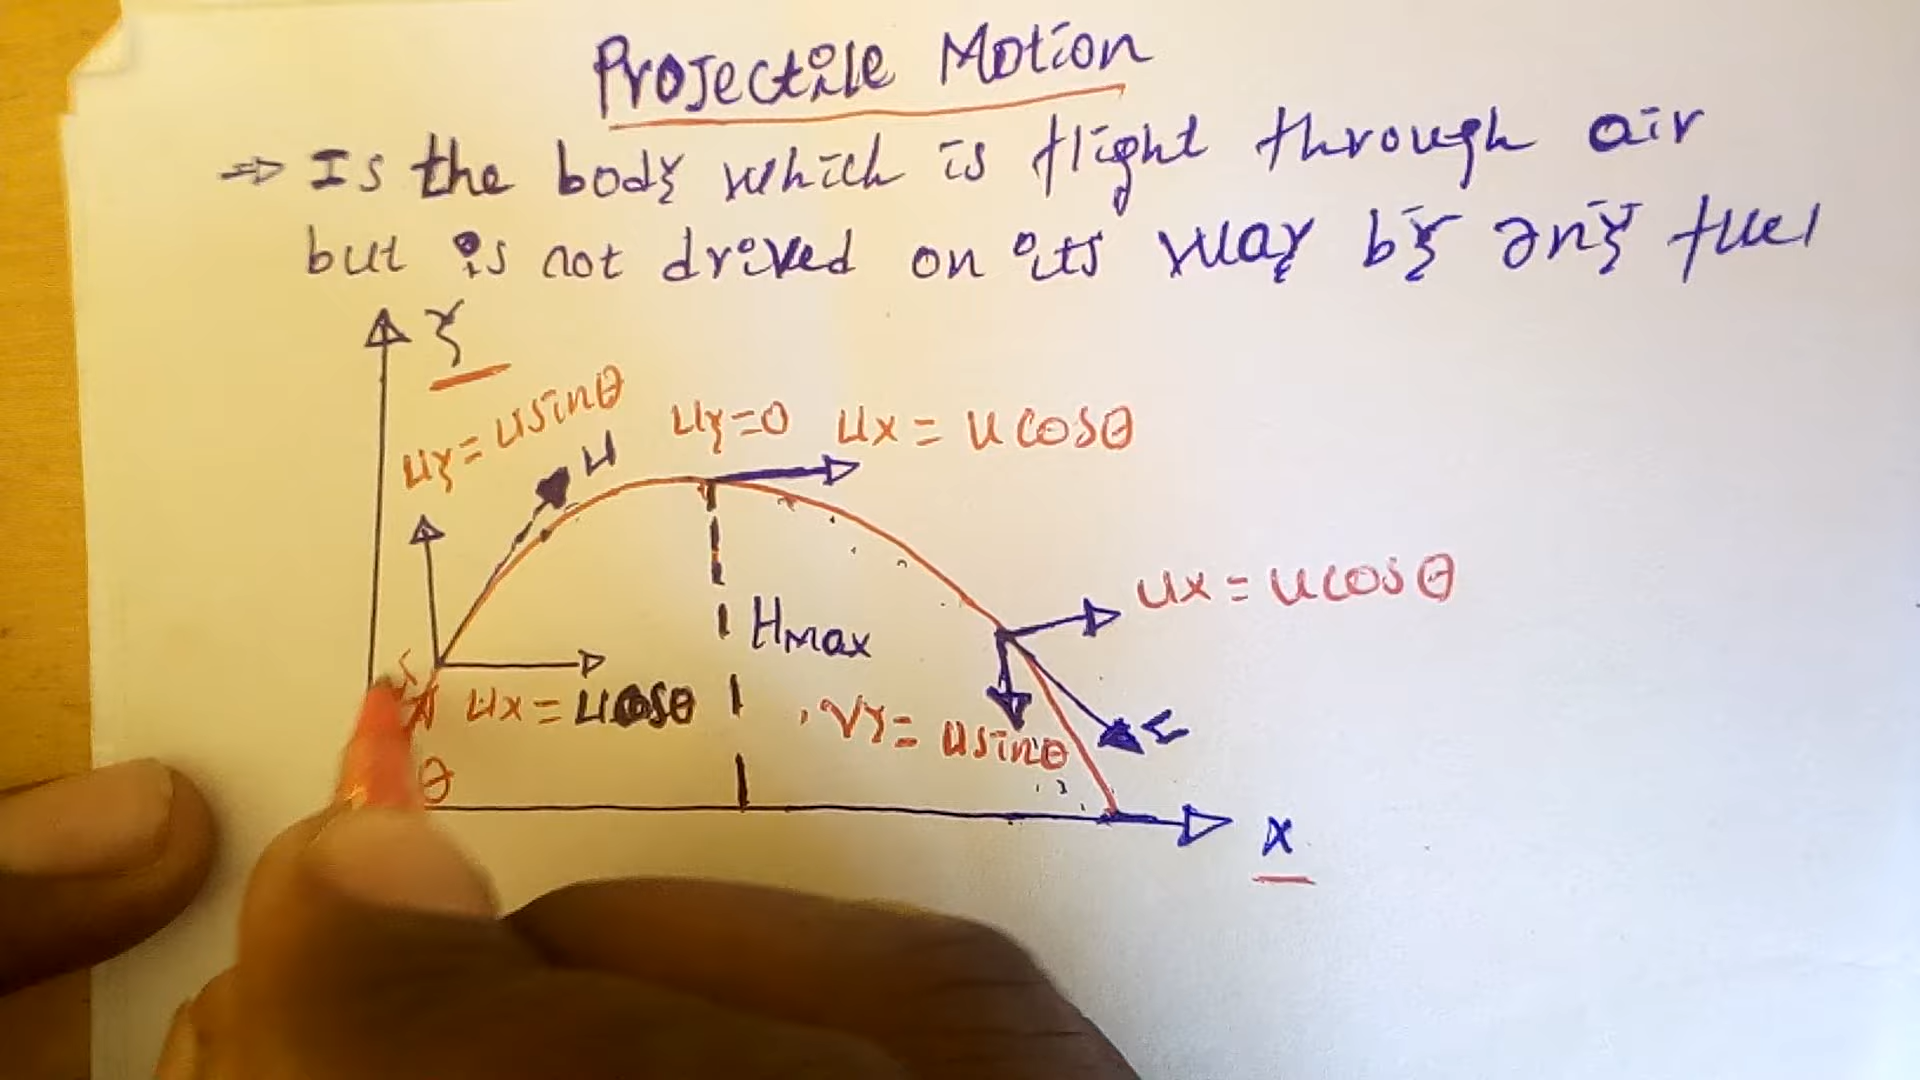 Projectile Motion
⇒ Is the body which is flight through air
but is not drived on its way by any fuel
y
uy = usinθ
u
uy=0 ux = u cosθ
ux = ucosθ
Hmax
ux = ucosθ
Vy = usinθ
θ
x